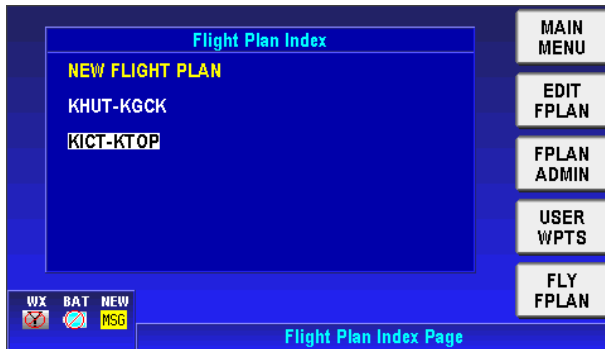 Flight Plan Index
NEW FLIGHT PLAN
KHUT-KGCK
KICT-KTOP
MAIN
MENU
EDIT
FPLAN
FPLAN
ADMIN
USER
WPTS
FLY
FPLAN
WX BAT NEW
MSG
Flight Plan Index Page